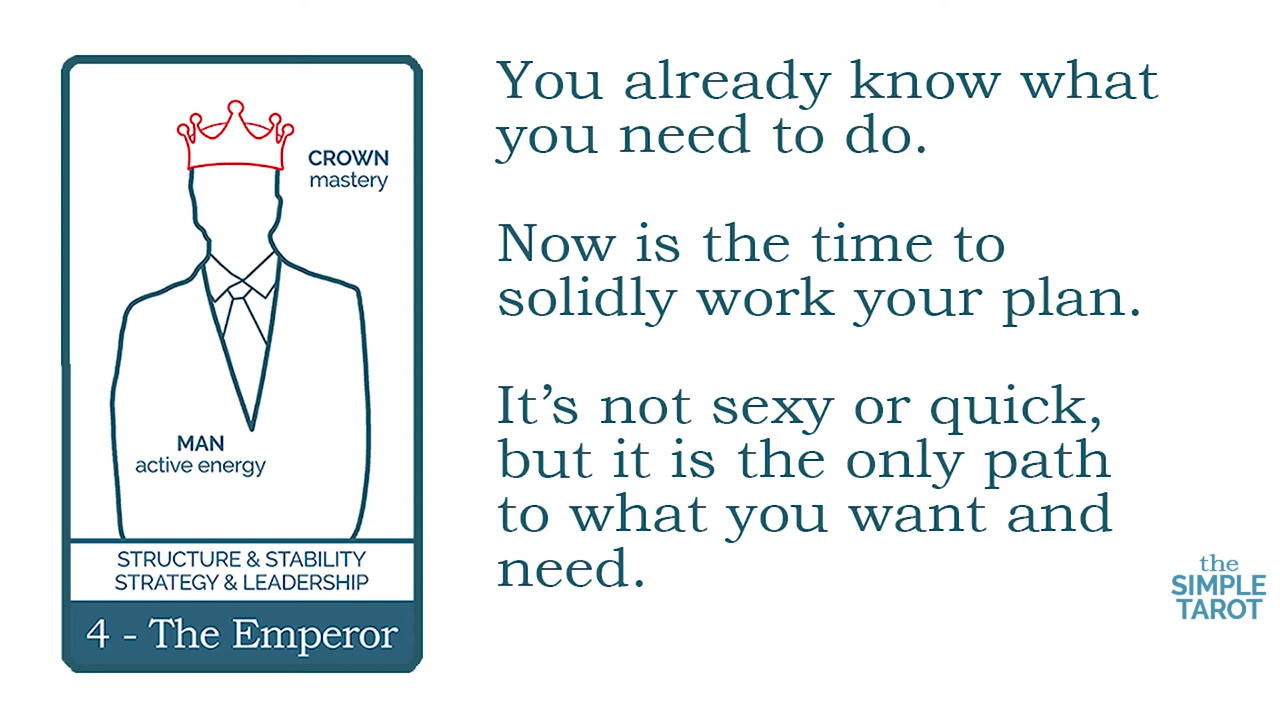 CROWN
mastery
MAN
active energy
STRUCTURE & STABILITY
STRATEGY & LEADERSHIP
4 - The Emperor
You already know what
you need to do.
Now is the time to
solidly work your plan.
It’s not sexy or quick,
but it is the only path
to what you want and
need.
the
SIMPLE
TAROT